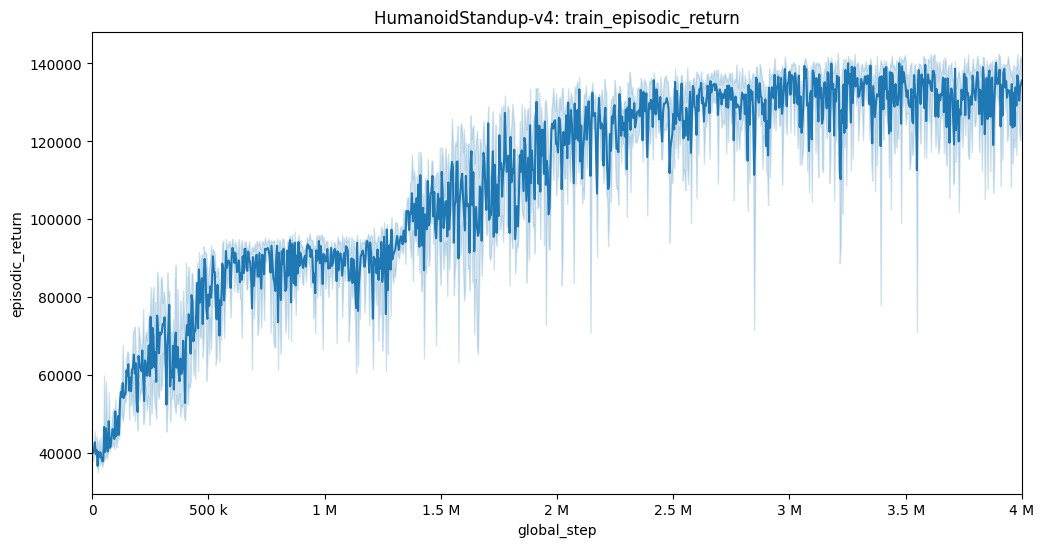 HumanoidStandup-v4: train_episodic_return
140000
120000
100000
80000
60000
40000
episodic_return
0
500 k
1 M
1.5 M
2 M
2.5 M
3 M
3.5 M
4 M
global_step